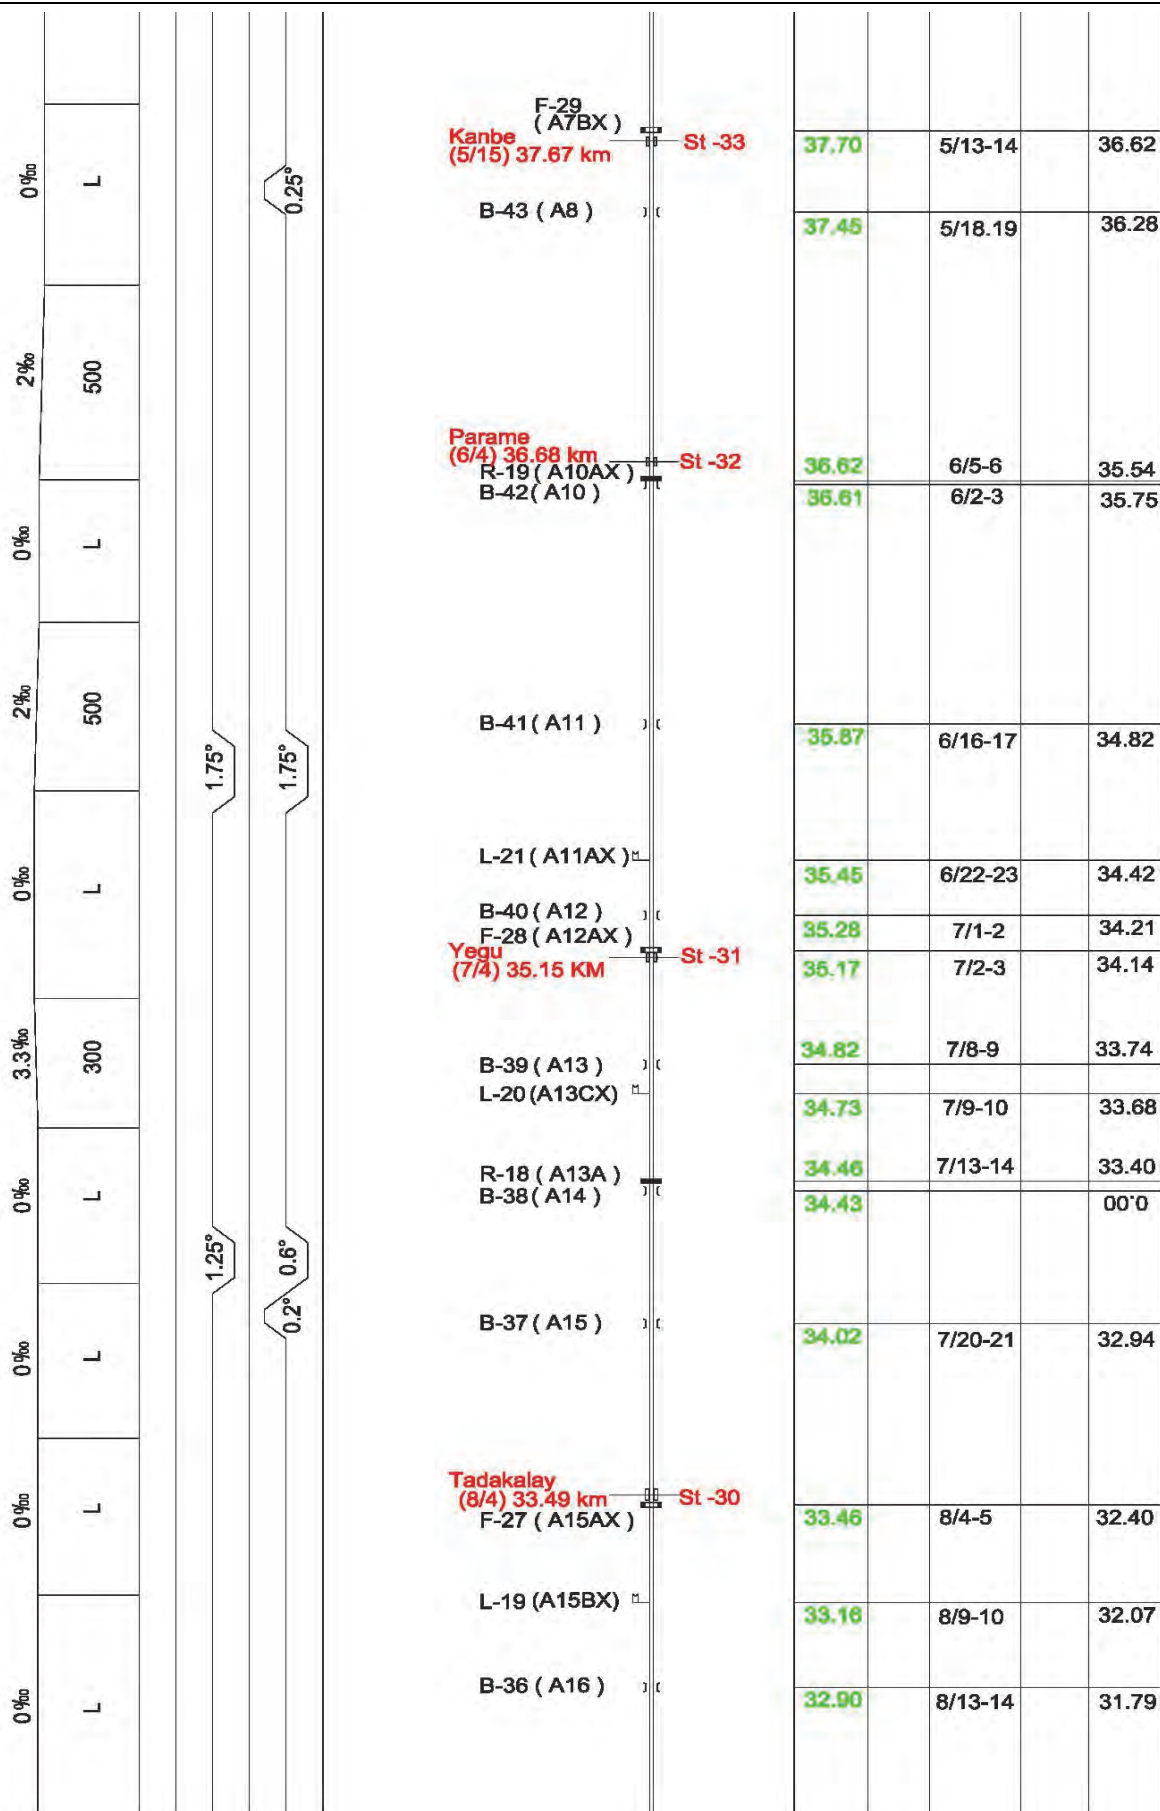 F-29
( A7BX )
Kanbe
(5/15) 37.67 km
St -33
37.70 5/13-14 36.62
0‰ L 0.25°
B-43 ( A8 )
37.45 5/18.19 36.28
2‰ 500
Parame
(6/4) 36.68 km
St -32
R-19 ( A10AX )
36.62 6/5-6 35.54
B-42( A10 )
36.61 6/2-3 35.75
0‰ L
2‰ 500
B-41 ( A11 )
35.87 6/16-17 34.82
1.75° 1.75°
L-21 ( A11AX )
35.45 6/22-23 34.42
0‰ L
B-40 ( A12 )
35.28 7/1-2 34.21
F-28 ( A12AX )
Yegu
(7/4) 35.15 KM
St -31
35.17 7/2-3 34.14
3.3‰ 300
B-39 ( A13 )
34.82 7/8-9 33.74
L-20 (A13CX)
34.73 7/9-10 33.68
R-18 ( A13A )
34.46 7/13-14 33.40
B-38( A14 )
34.43 0.00
0‰ L
1.25° 0.6°
0.2°
B-37 ( A15 )
34.02 7/20-21 32.94
0‰ L
Tadakalay
(8/4) 33.49 km
St -30
F-27 ( A15AX )
33.46 8/4-5 32.40
0‰ L
L-19 (A15BX)
33.16 8/9-10 32.07
B-36 ( A16 )
32.90 8/13-14 31.79
0‰ L